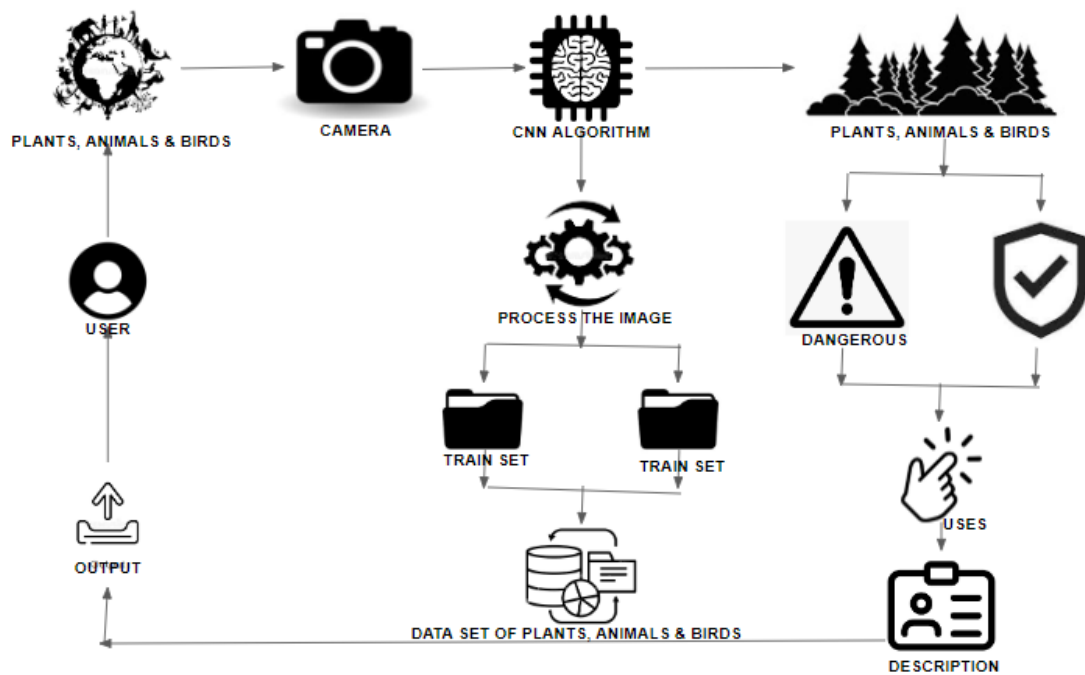 PLANTS, ANIMALS & BIRDS
CAMERA
CNN ALGORITHM
PLANTS, ANIMALS & BIRDS
USER
PROCESS THE IMAGE
DANGEROUS
TRAIN SET
TRAIN SET
USES
OUTPUT
DATA SET OF PLANTS, ANIMALS & BIRDS
DESCRIPTION